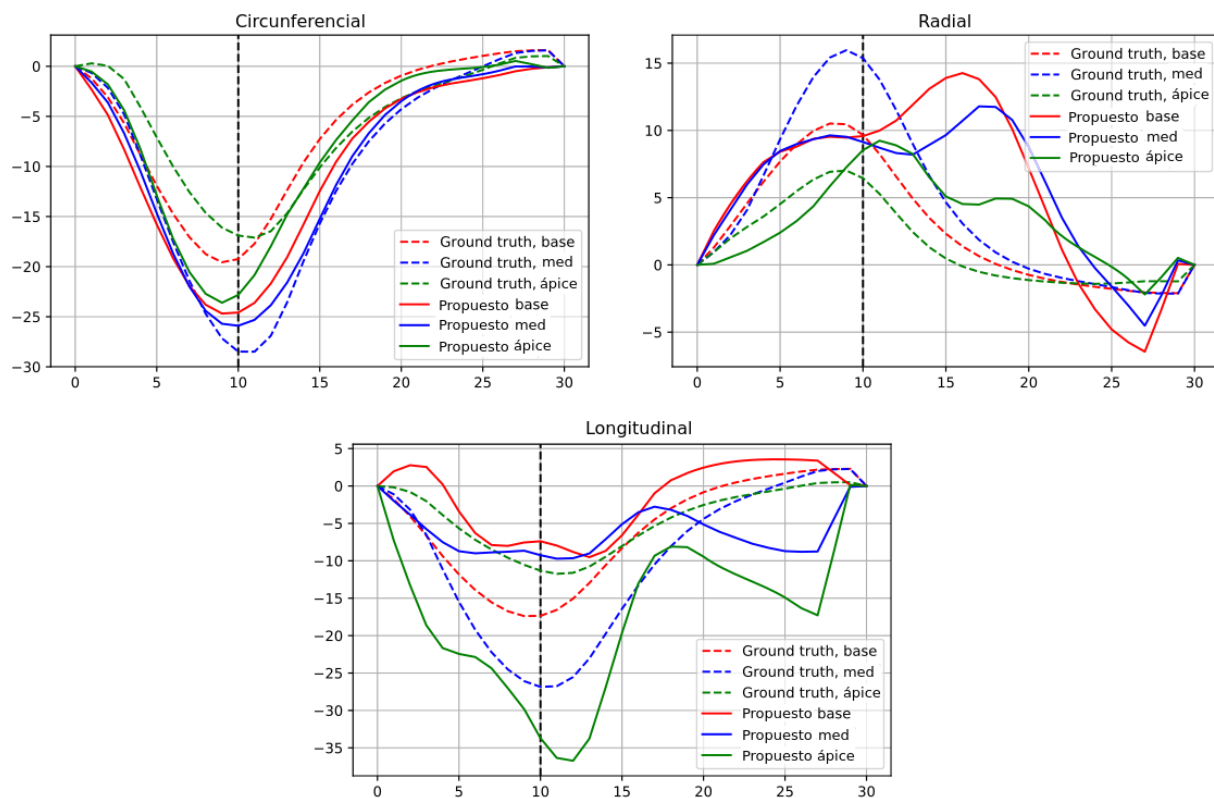 Circunferencial
0
−5
−10
−15
−20
−25
−30
0 5 10 15 20 25 30
Ground truth, base
Ground truth, med
Ground truth, ápice
Propuesto base
Propuesto med
Propuesto ápice
Radial
15
10
5
0
−5
0 5 10 15 20 25 30
Ground truth, base
Ground truth, med
Ground truth, ápice
Propuesto base
Propuesto med
Propuesto ápice
Longitudinal
5
0
−5
−10
−15
−20
−25
−30
−35
0 5 10 15 20 25 30
Ground truth, base
Ground truth, med
Ground truth, ápice
Propuesto base
Propuesto med
Propuesto ápice